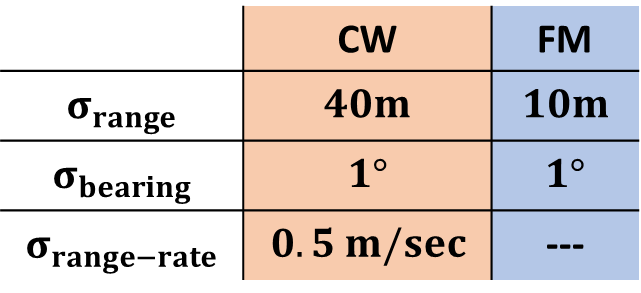 CW FM
σrange 40m 10m
σbearing 1° 1°
σrange−rate 0.5 m/sec ---